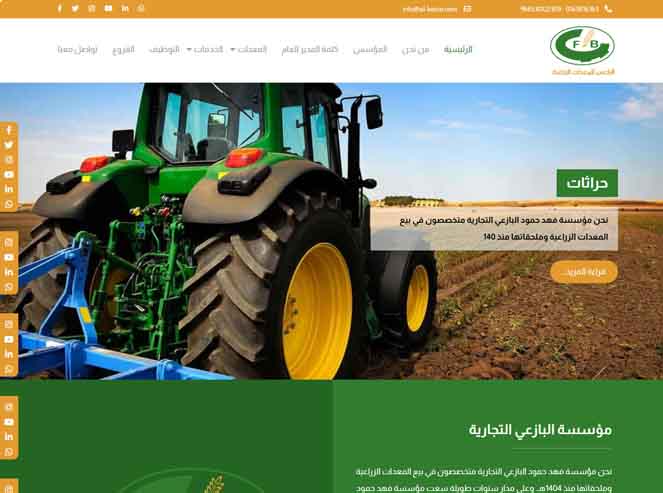 info@al-bazai.com
الرئيسية
من نحن
المؤسس
كلمة المدير العام
المعدات
الخدمات
التوظيف
الفروع
تواصل معنا
FB
البازعي للمعدات الزراعية
حراثات
نحن مؤسسة فهد حمود البازعي التجارية متخصصون في بيع
المعدات الزراعية وملحقاتها منذ 140
قراءة المزيد..
مؤسسة البازعي التجارية
نحن مؤسسة فهد حمود البازعي التجارية متخصصون في بيع المعدات الزراعية
وملحقاتها منذ 1404هـ. وعلى مدار سنوات طويلة سعت مؤسسة فهد حمود